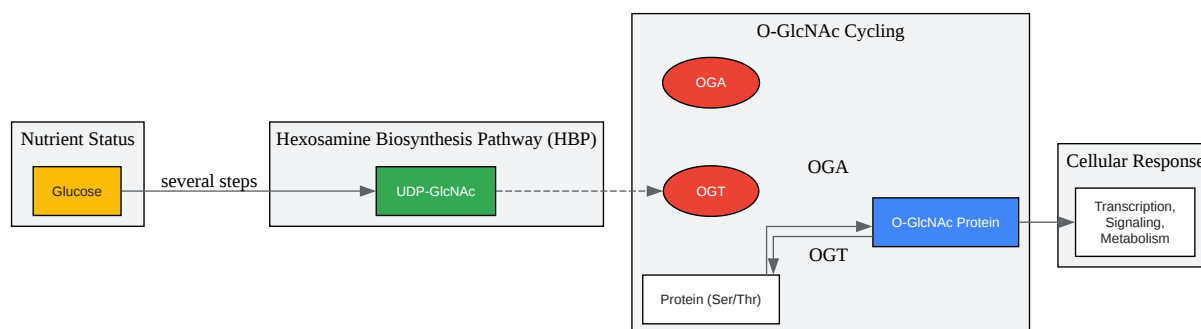 Nutrient Status
Glucose
several steps
Hexosamine Biosynthesis Pathway (HBP)
UDP-GlcNAc
O-GlcNAc Cycling
OGA
OGT
OGA
O-GlcNAc Protein
OGT
Protein (Ser/Thr)
Cellular Response
Transcription,
Signaling,
Metabolism